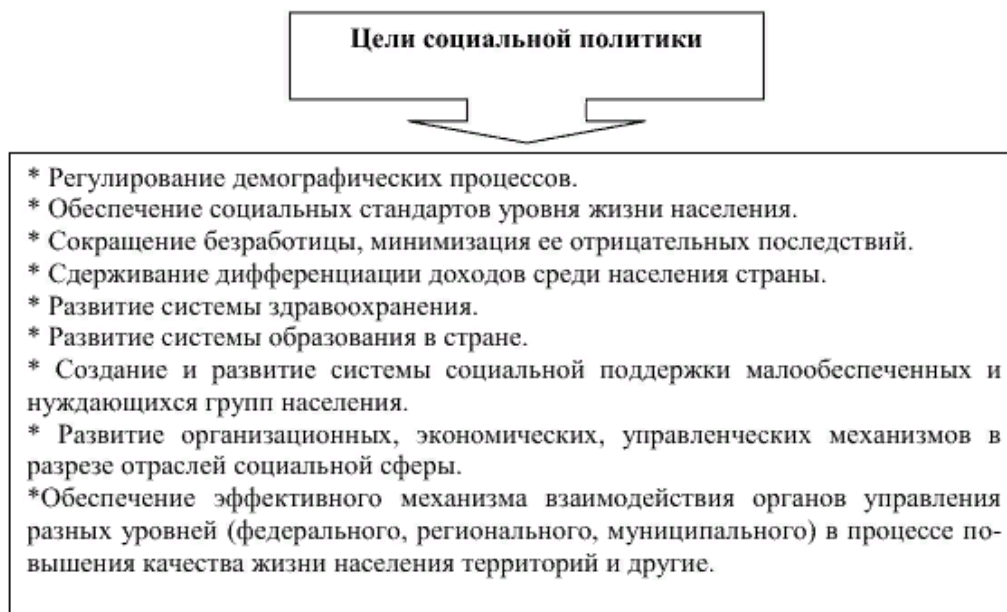 Цели социальной политики
* Регулирование демографических процессов.
* Обеспечение социальных стандартов уровня жизни населения.
* Сокращение безработицы, минимизация ее отрицательных последствий.
* Сдерживание дифференциации доходов среди населения страны.
* Развитие системы здравоохранения.
* Развитие системы образования в стране.
* Создание и развитие системы социальной поддержки малообеспеченных и
нуждающихся групп населения.
* Развитие организационных, экономических, управленческих механизмов в
разрезе отраслей социальной сферы.
*Обеспечение эффективного механизма взаимодействия органов управления
разных уровней (федерального, регионального, муниципального) в процессе по-
вышения качества жизни населения территорий и другие.